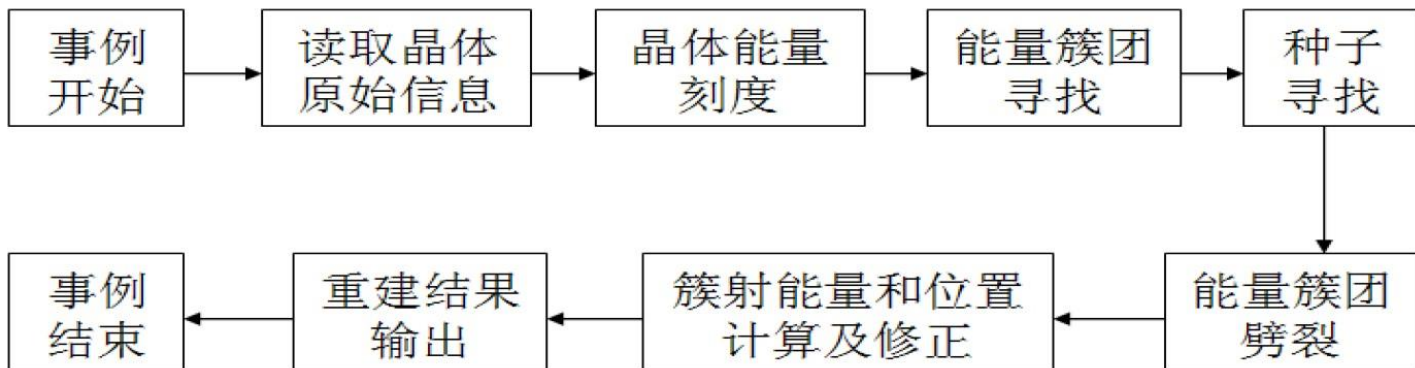 事例
开始
读取晶体
原始信息
晶体能量
刻度
能量簇团
寻找
种子
寻找
能量簇团
劈裂
簇射能量和位置
计算及修正
重建结果
输出
事例
结束